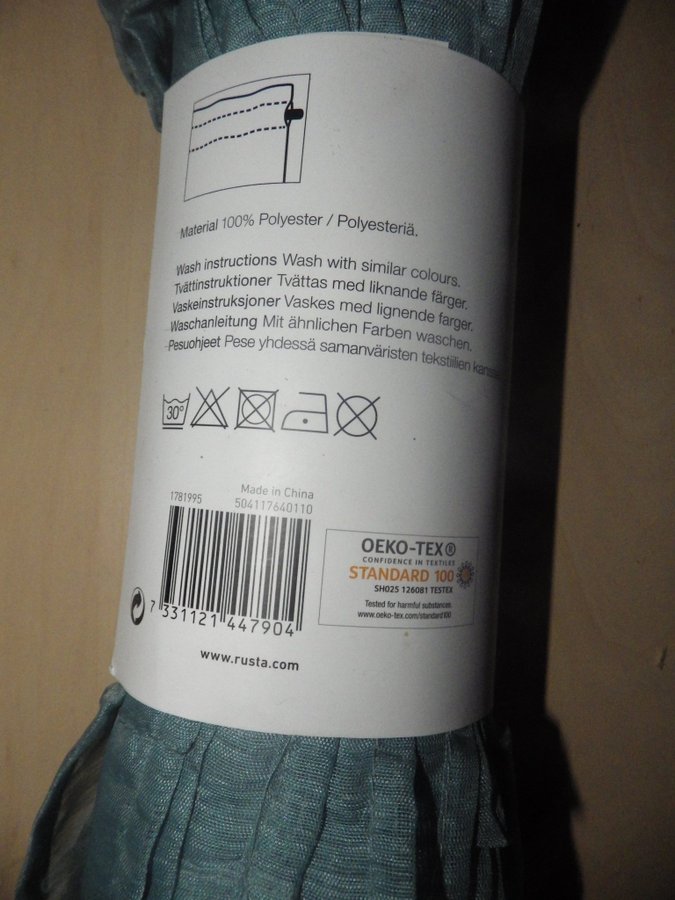 Material 100% Polyester / Polyesteriä.
Wash instructions Wash with similar colours.
Tvättinstruktioner Tvättas med liknande färger.
Vaskeinstruksjoner Vaskes med lignende farger.
Waschanleitung Mit ähnlichen Farben waschen.
Pesuohjeet Pese yhdessä samanväristen tekstiilien
30°
Made in China
1781995 504117640110
7 331121 447904
www.rusta.com
OEKO-TEX®
CONFIDENCE IN TEXTILES
STANDARD 100
SH025 126081 TESTEX
Tested for harmful substances.
www.oeko-tex.com/standard100